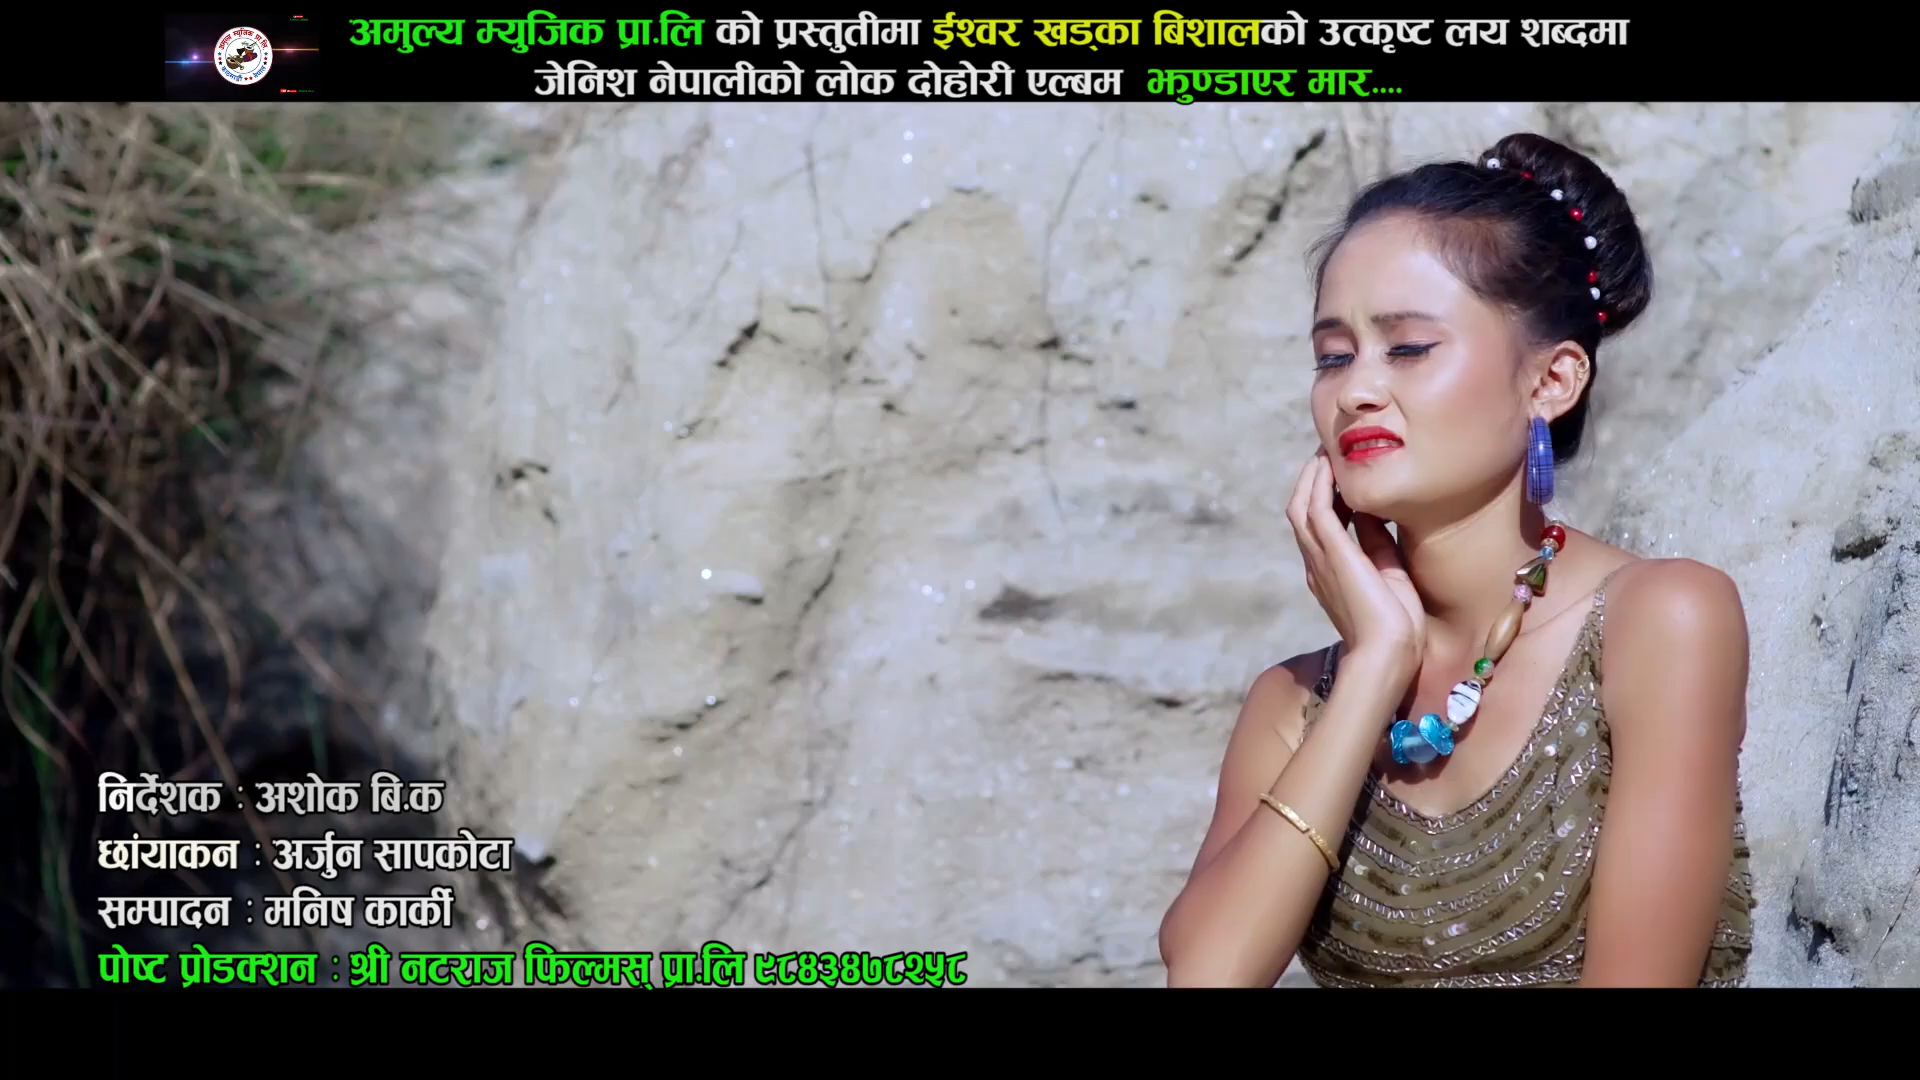 अमुल्य म्युजिक प्रा.लि को प्रस्तुतीमा ईश्वर खड्का बिशालको उत्कृष्ट लय शब्दमा
जेनिश नेपालीको लोक दोहोरी एल्बम झुण्डाएर मार....
निर्देशक : अशोक बि.क
छांयाकन : अर्जुन सापकोटा
सम्पादन : मनिष कार्की
पोष्ट प्रोडक्शन : श्री नटराज फिल्मस् प्रा.लि ९८४३४७८२५८